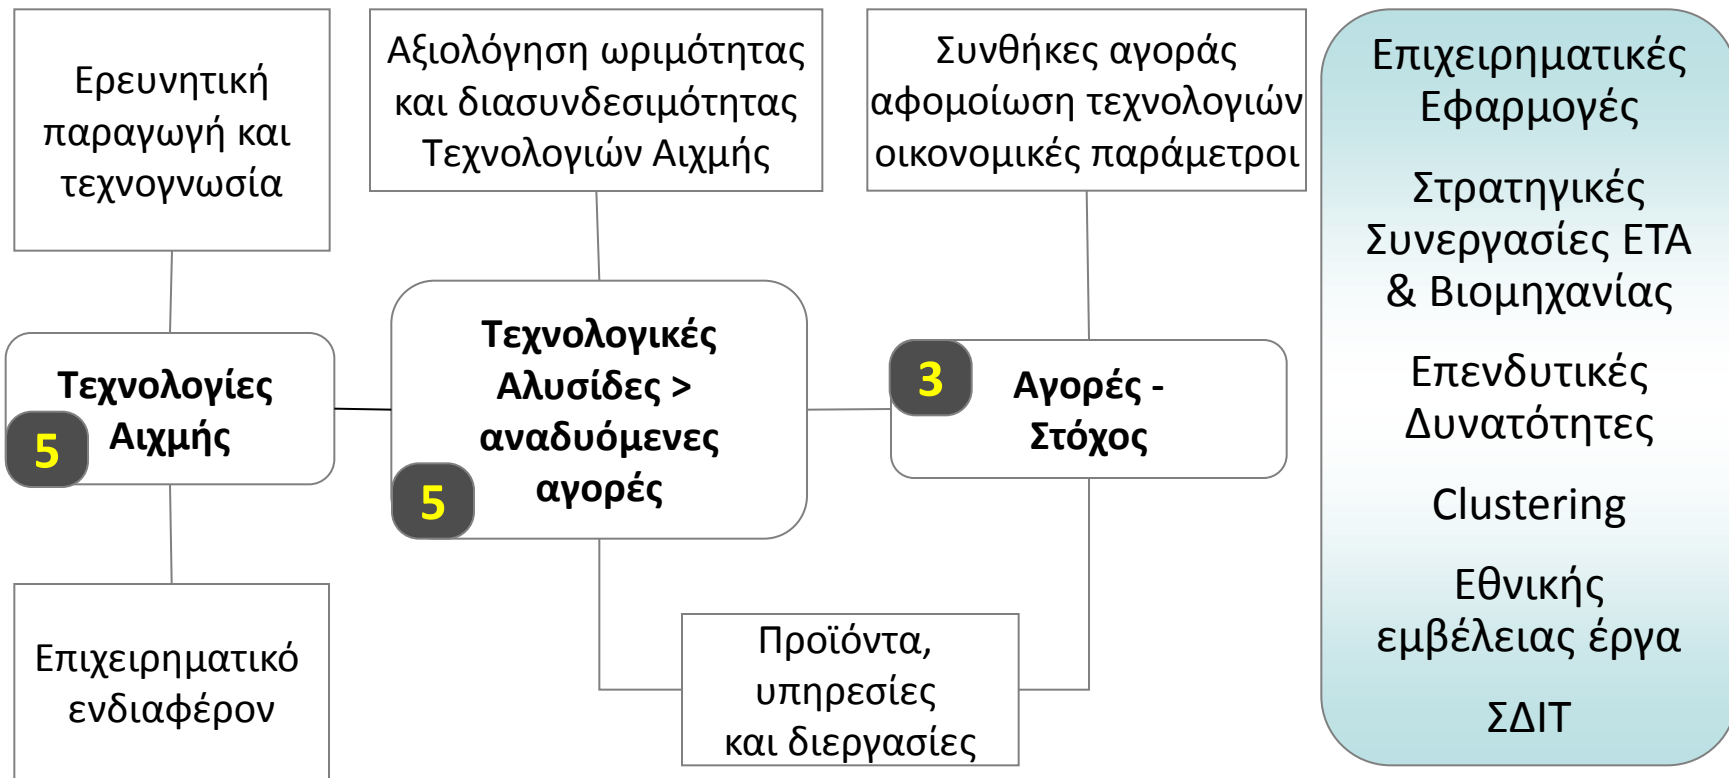 Ερευνητική
παραγωγή και
τεχνογνωσία
Αξιολόγηση ωριμότητας
και διασυνδεσιμότητας
Τεχνολογιών Αιχμής
Συνθήκες αγοράς
αφομοίωση τεχνολογιών
οικονομικές παράμετροι
Τεχνολογίες
Αιχμής
5
Τεχνολογικές
Αλυσίδες >
αναδυόμενες
αγορές
5
3
Αγορές -
Στόχος
Επιχειρηματικό
ενδιαφέρον
Προϊόντα,
υπηρεσίες
και διεργασίες
Επιχειρηματικές
Εφαρμογές
Στρατηγικές
Συνεργασίες ΕΤΑ
& Βιομηχανίας
Επενδυτικές
Δυνατότητες
Clustering
Εθνικής
εμβέλειας έργα
ΣΔΙΤ